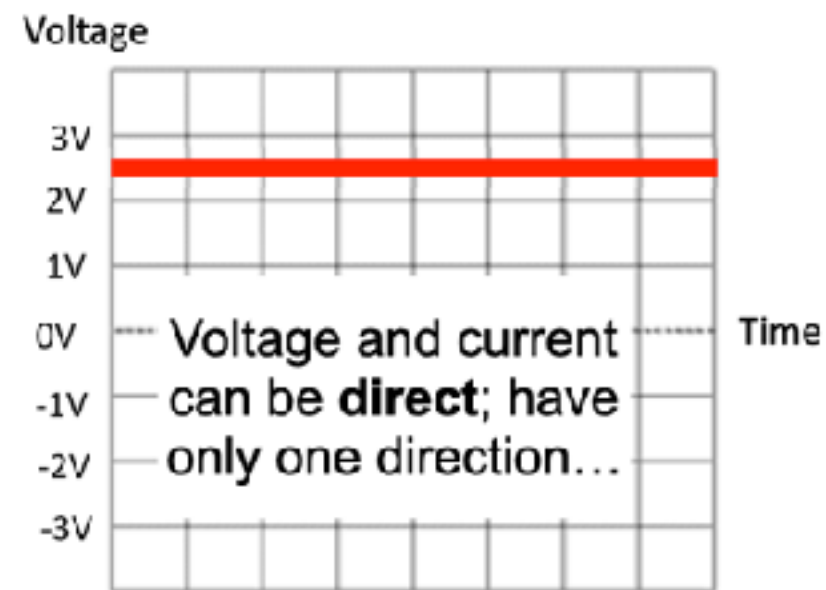 Voltage
3V
2V
1V
0V
Time
-1V
-2V
-3V
Voltage and current
can be direct; have
only one direction...